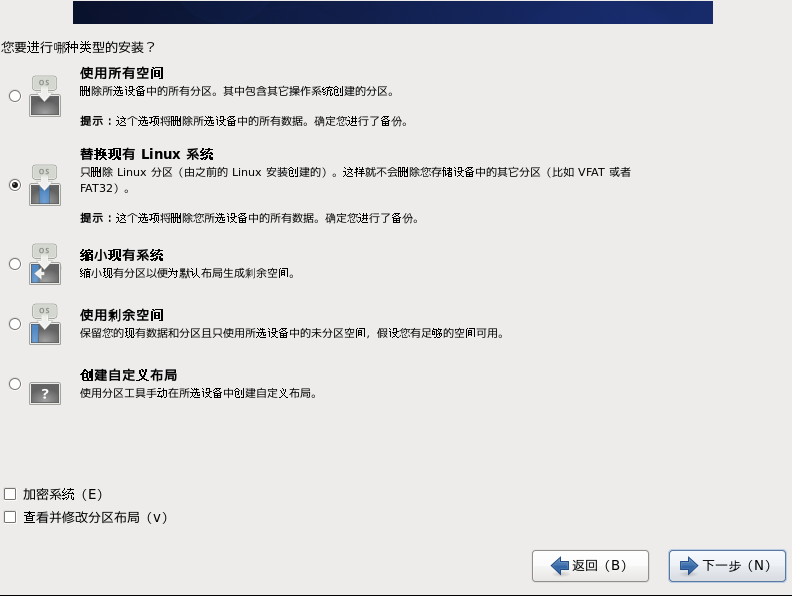 您要进行哪种类型的安装？
使用所有空间
OS
删除所选设备中的所有分区。其中包含其它操作系统创建的分区。
提示：这个选项将删除所选设备中的所有数据。确定您进行了备份。
替换现有 Linux 系统
OS
只删除 Linux 分区（由之前的 Linux 安装创建的）。这样就不会删除您存储设备中的其它分区（比如 VFAT 或者
FAT32）。
提示：这个选项将删除您所选设备中的所有数据。确定您进行了备份。
OS
缩小现有系统
缩小现有分区以便为默认布局生成剩余空间。
OS
使用剩余空间
保留您的现有数据和分区且只使用所选设备中的未分区空间，假设您有足够的空间可用。
创建自定义布局
?
使用分区工具手动在所选设备中创建自定义布局。
加密系统（E）
查看并修改分区布局（v）
返回（B）
下一步（N）